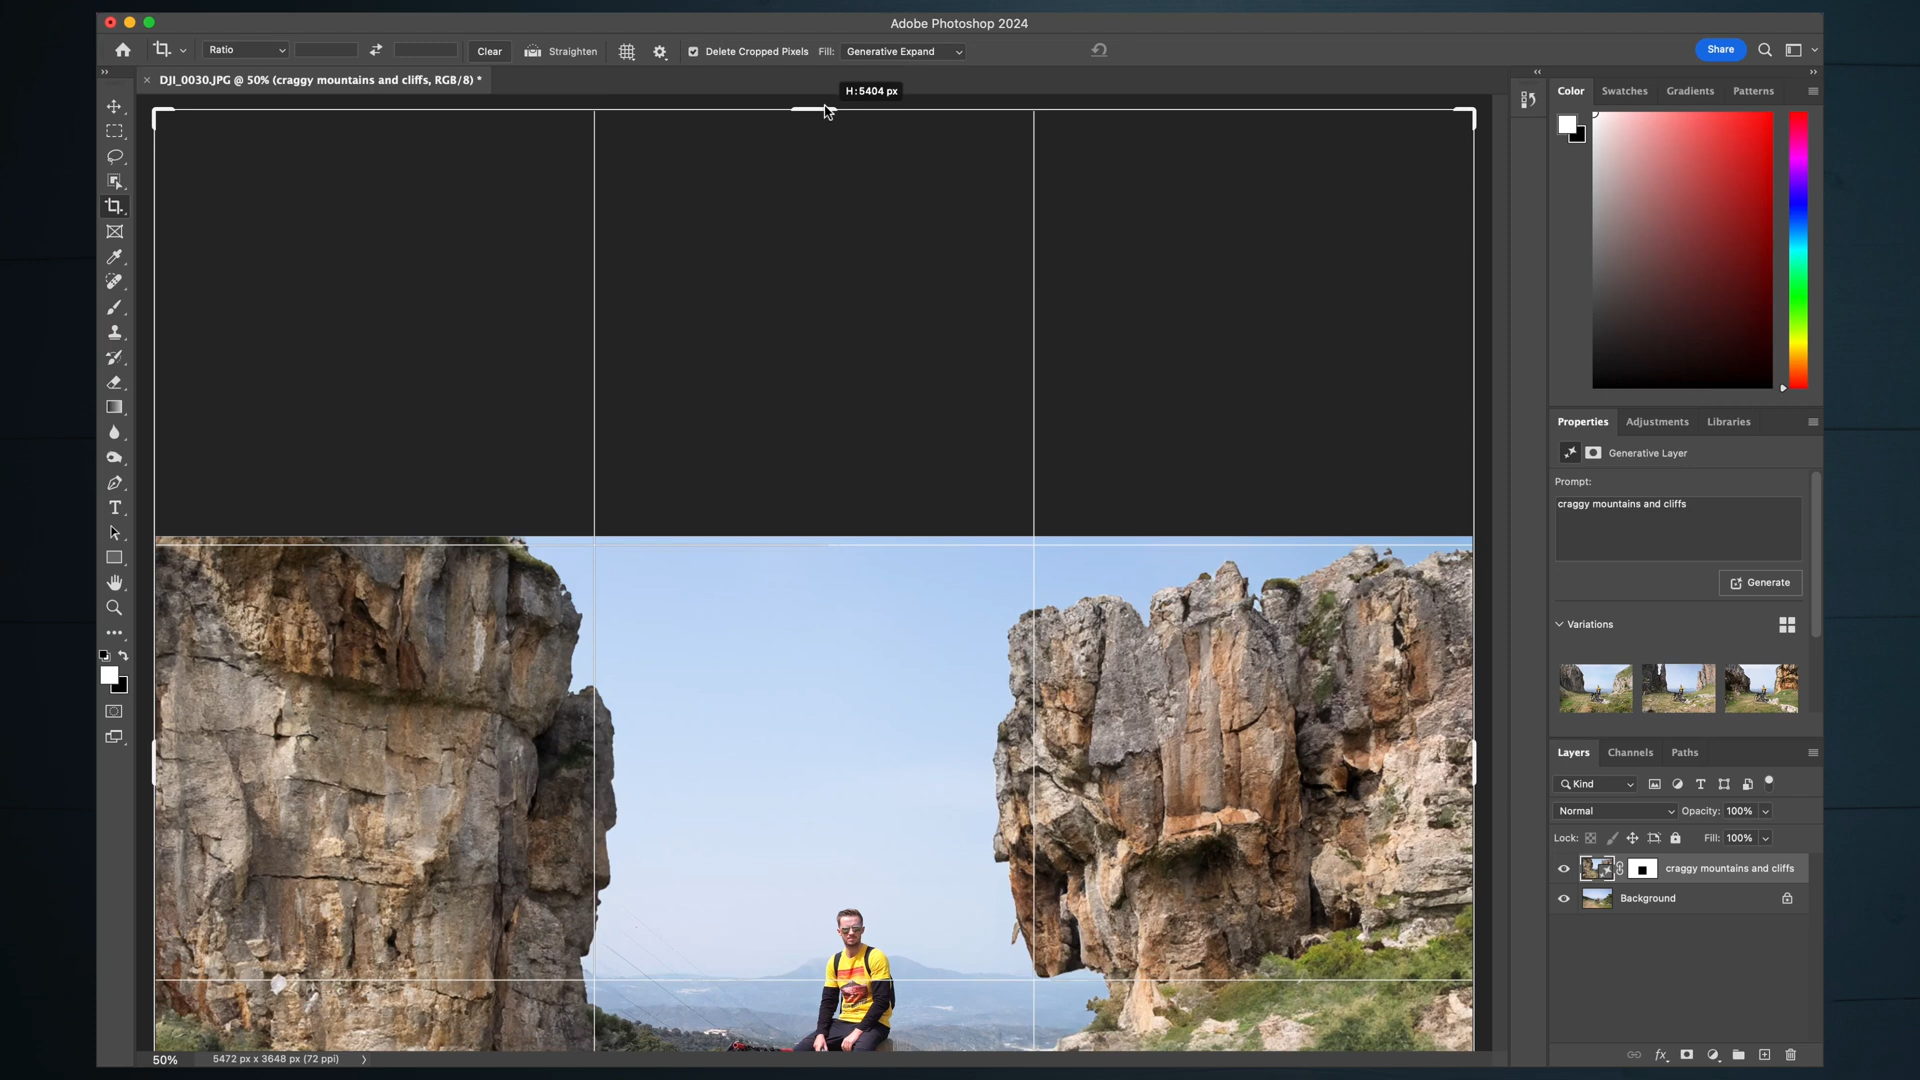 Adobe Photoshop 2024
Ratio
Clear
Straighten
Delete Cropped Pixels
Fill:
Generative Expand
Share
DJI_0030.JPG @ 50% (craggy mountains and cliffs, RGB/8) *
H: 5404 px
Color
Swatches
Gradients
Patterns
Properties
Adjustments
Libraries
Generative Layer
Prompt:
craggy mountains and cliffs
Generate
Variations
Layers
Channels
Paths
Kind
Normal
Opacity: 100%
Lock:
Fill: 100%
craggy mountains and cliffs
Background
50%
5472 px x 3648 px (72 ppi)